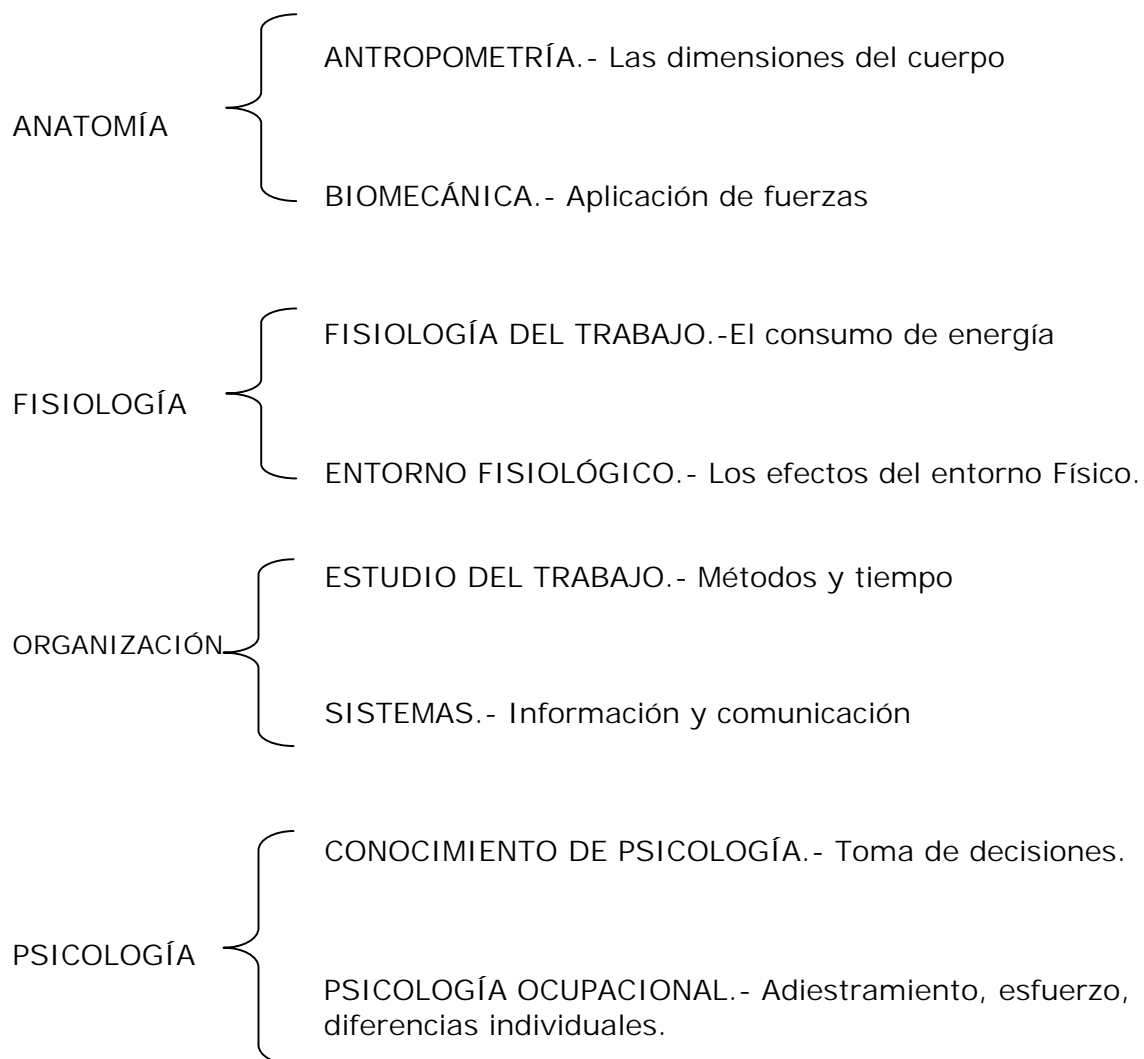 ANATOMÍA
ANTROPOMETRÍA.- Las dimensiones del cuerpo
BIOMECÁNICA.- Aplicación de fuerzas
FISIOLOGÍA
FISIOLOGÍA DEL TRABAJO.-El consumo de energía
ENTORNO FISIOLÓGICO.- Los efectos del entorno Físico.
ORGANIZACIÓN
ESTUDIO DEL TRABAJO.- Métodos y tiempo
SISTEMAS.- Información y comunicación
PSICOLOGÍA
CONOCIMIENTO DE PSICOLOGÍA.- Toma de decisiones.
PSICOLOGÍA OCUPACIONAL.- Adiestramiento, esfuerzo,
diferencias individuales.